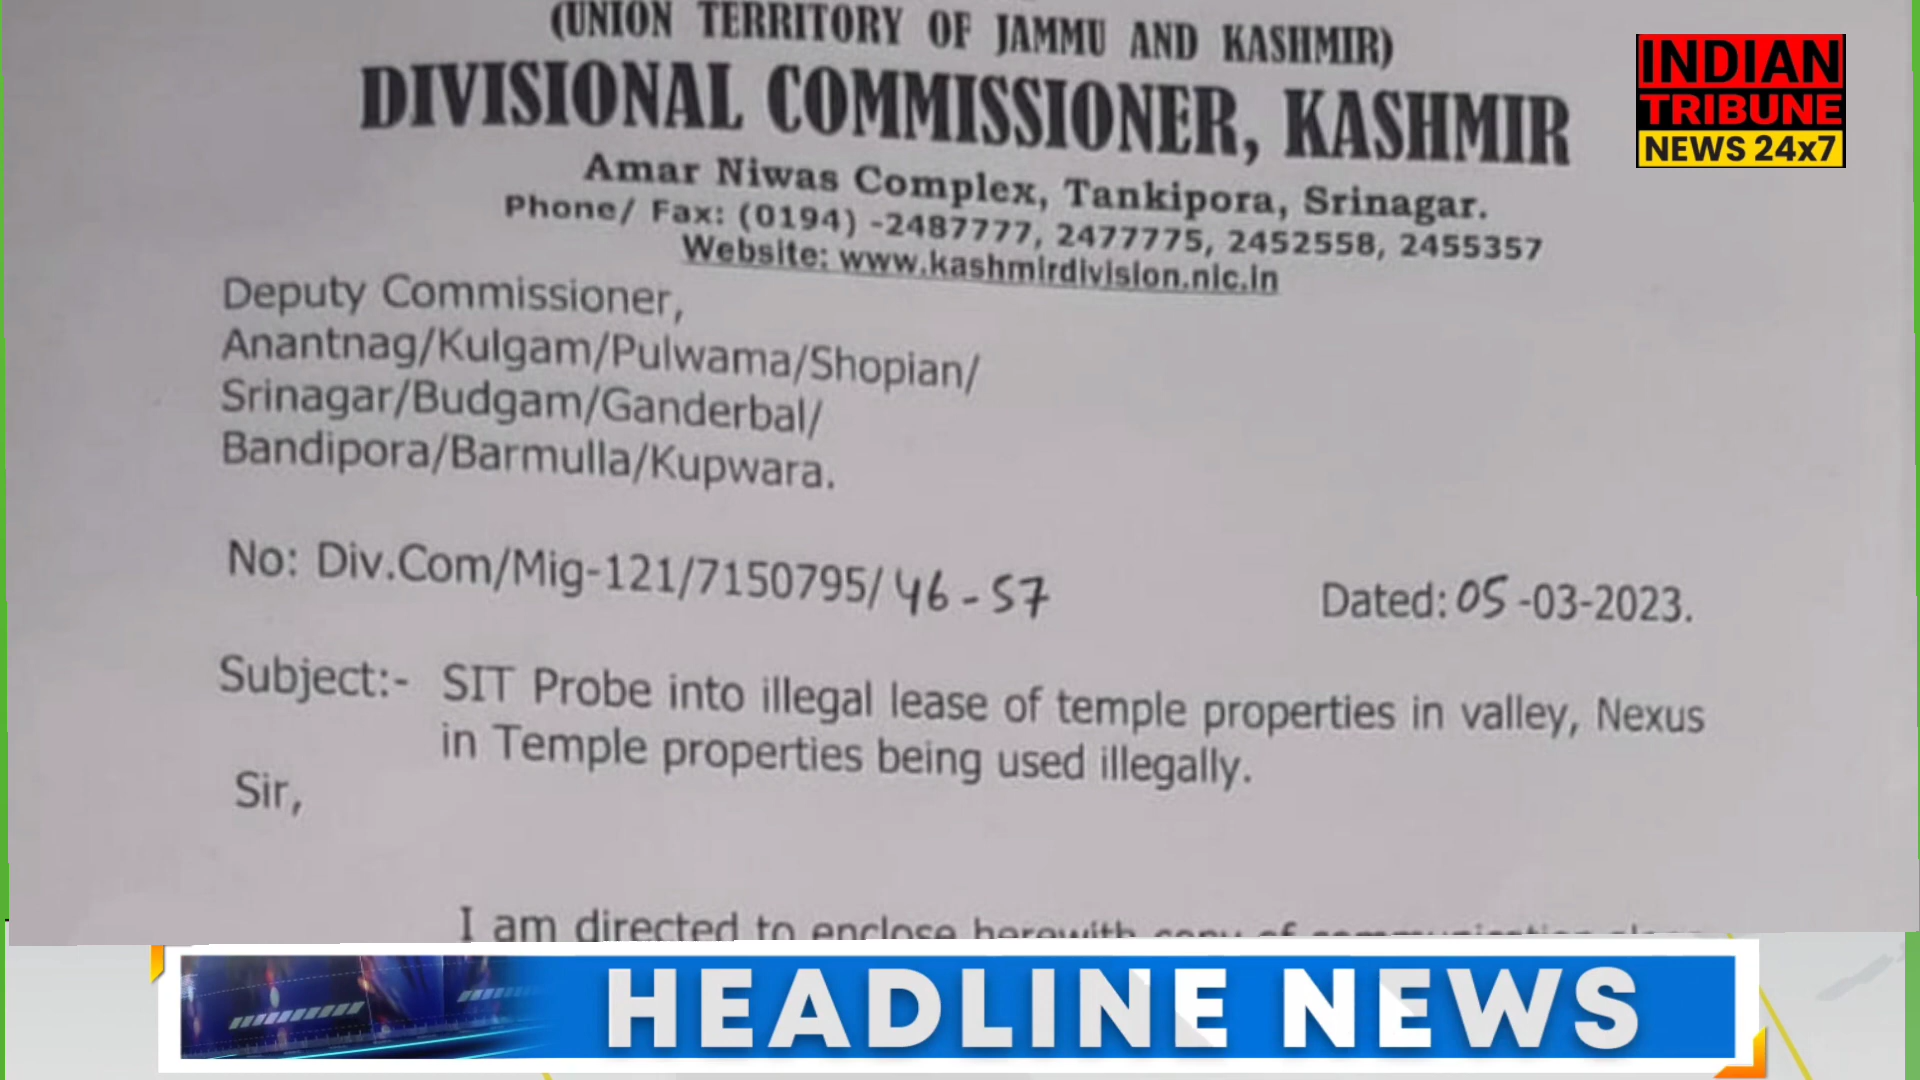 (UNION TERRITORY OF JAMMU AND KASHMIR)
DIVISIONAL COMMISSIONER, KASHMIR
Amar Niwas Complex, Tankipora, Srinagar.
Phone/ Fax: (0194) -2487777, 2477775, 2452558, 2455357
Website: www.kashmirdivision.nic.in
INDIAN
TRIBUNE
NEWS 24x7
Deputy Commissioner,
Anantnag/Kulgam/Pulwama/Shopian/
Srinagar/Budgam/Ganderbal/
Bandipora/Barmulla/Kupwara.
No: Div.Com/Mig-121/7150795/ 46-57
Dated: 05-03-2023.
Subject:- SIT Probe into illegal lease of temple properties in valley, Nexus
in Temple properties being used illegally.
Sir,
I am directed to enclose herewith copy of communication
HEADLINE NEWS